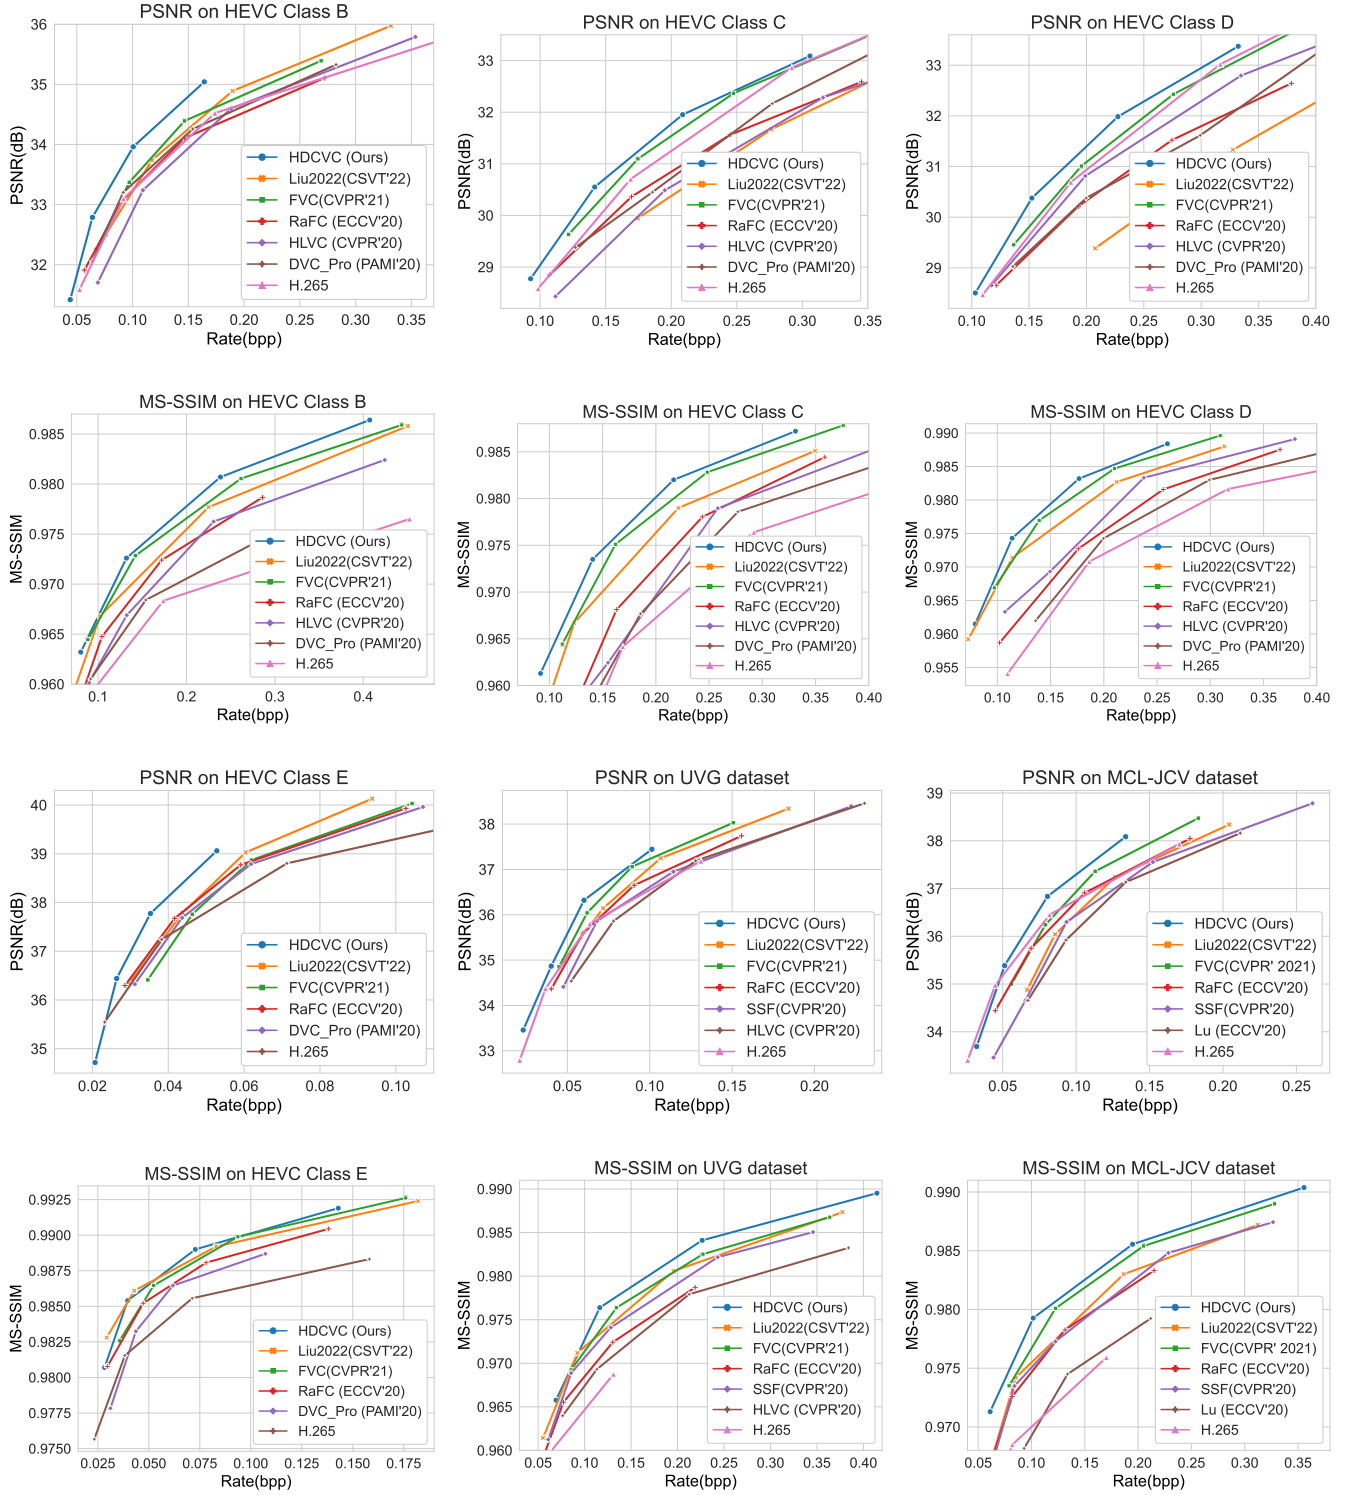 PSNR on HEVC Class B
36
35
34
33
32
PSNR(dB)
0.05 0.10 0.15 0.20 0.25 0.30 0.35
Rate(bpp)
HDCVC (Ours)
Liu2022(CSVT'22)
FVC(CVPR'21)
RaFC (ECCV'20)
HLVC (CVPR'20)
DVC_Pro (PAMI'20)
H.265
PSNR on HEVC Class C
33
32
31
30
29
PSNR(dB)
0.10 0.15 0.20 0.25 0.30 0.35
Rate(bpp)
HDCVC (Ours)
Liu2022(CSVT'22)
FVC(CVPR'21)
RaFC (ECCV'20)
HLVC (CVPR'20)
DVC_Pro (PAMI'20)
H.265
PSNR on HEVC Class D
33
32
31
30
29
PSNR(dB)
0.10 0.15 0.20 0.25 0.30 0.35 0.40
Rate(bpp)
HDCVC (Ours)
Liu2022(CSVT'22)
FVC(CVPR'21)
RaFC (ECCV'20)
HLVC (CVPR'20)
DVC_Pro (PAMI'20)
H.265
MS-SSIM on HEVC Class B
0.985
0.980
0.975
0.970
0.965
0.960
MS-SSIM
0.1 0.2 0.3 0.4
Rate(bpp)
HDCVC (Ours)
Liu2022(CSVT'22)
FVC(CVPR'21)
RaFC (ECCV'20)
HLVC (CVPR'20)
DVC_Pro (PAMI'20)
H.265
MS-SSIM on HEVC Class C
0.985
0.980
0.975
0.970
0.965
0.960
MS-SSIM
0.10 0.15 0.20 0.25 0.30 0.35 0.40
Rate(bpp)
HDCVC (Ours)
Liu2022(CSVT'22)
FVC(CVPR'21)
RaFC (ECCV'20)
HLVC (CVPR'20)
DVC_Pro (PAMI'20)
H.265
MS-SSIM on HEVC Class D
0.990
0.985
0.980
0.975
0.970
0.965
0.960
0.955
MS-SSIM
0.10 0.15 0.20 0.25 0.30 0.35 0.40
Rate(bpp)
HDCVC (Ours)
Liu2022(CSVT'22)
FVC(CVPR'21)
RaFC (ECCV'20)
HLVC (CVPR'20)
DVC_Pro (PAMI'20)
H.265
PSNR on HEVC Class E
40
39
38
37
36
35
PSNR(dB)
0.02 0.04 0.06 0.08 0.10
Rate(bpp)
HDCVC (Ours)
Liu2022(CSVT'22)
FVC(CVPR'21)
RaFC (ECCV'20)
DVC_Pro (PAMI'20)
H.265
PSNR on UVG dataset
38
37
36
35
34
33
PSNR(dB)
0.05 0.10 0.15 0.20
Rate(bpp)
HDCVC (Ours)
Liu2022(CSVT'22)
FVC(CVPR'21)
RaFC (ECCV'20)
SSF(CVPR'20)
HLVC (CVPR'20)
H.265
PSNR on MCL-JCV dataset
39
38
37
36
35
34
PSNR(dB)
0.05 0.10 0.15 0.20 0.25
Rate(bpp)
HDCVC (Ours)
Liu2022(CSVT'22)
FVC(CVPR' 2021)
RaFC (ECCV'20)
SSF(CVPR'20)
Lu (ECCV'20)
H.265
MS-SSIM on HEVC Class E
0.9925
0.9900
0.9875
0.9850
0.9825
0.9800
0.9775
0.9750
MS-SSIM
0.025 0.050 0.075 0.100 0.125 0.150 0.175
Rate(bpp)
HDCVC (Ours)
Liu2022(CSVT'22)
FVC(CVPR'21)
RaFC (ECCV'20)
DVC_Pro (PAMI'20)
H.265
MS-SSIM on UVG dataset
0.990
0.985
0.980
0.975
0.970
0.965
0.960
MS-SSIM
0.05 0.10 0.15 0.20 0.25 0.30 0.35 0.40
Rate(bpp)
HDCVC (Ours)
Liu2022(CSVT'22)
FVC(CVPR'21)
RaFC (ECCV'20)
SSF(CVPR'20)
HLVC (CVPR'20)
H.265
MS-SSIM on MCL-JCV dataset
0.990
0.985
0.980
0.975
0.970
MS-SSIM
0.05 0.10 0.15 0.20 0.25 0.30 0.35
Rate(bpp)
HDCVC (Ours)
Liu2022(CSVT'22)
FVC(CVPR' 2021)
RaFC (ECCV'20)
SSF(CVPR'20)
Lu (ECCV'20)
H.265